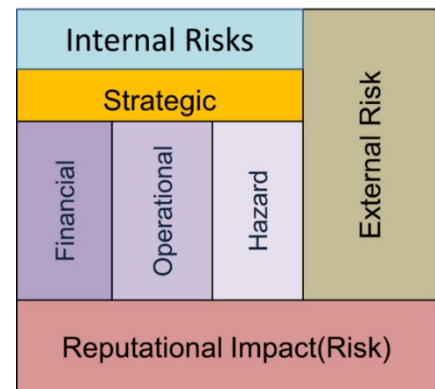 Internal Risks
Strategic
Financial
Operational
Hazard
External Risk
Reputational Impact(Risk)